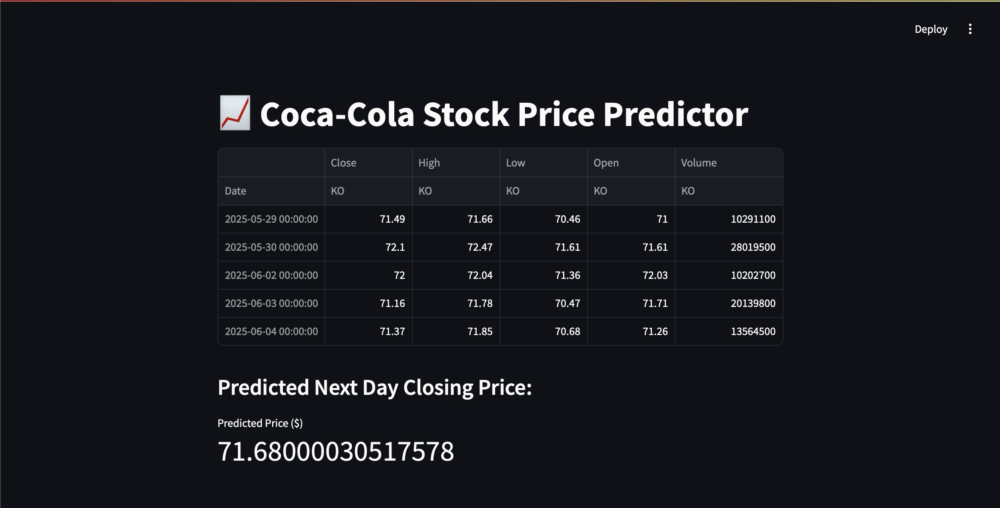 Deploy
📈 Coca-Cola Stock Price Predictor
Close High Low Open Volume
Date KO KO KO KO KO
2025-05-29 00:00:00 71.49 71.66 70.46 71 10291100
2025-05-30 00:00:00 72.1 72.47 71.61 71.61 28019500
2025-06-02 00:00:00 72 72.04 71.36 72.03 10202700
2025-06-03 00:00:00 71.16 71.78 70.47 71.71 20139800
2025-06-04 00:00:00 71.37 71.85 70.68 71.26 13564500
Predicted Next Day Closing Price:
Predicted Price ($)
71.68000030517578